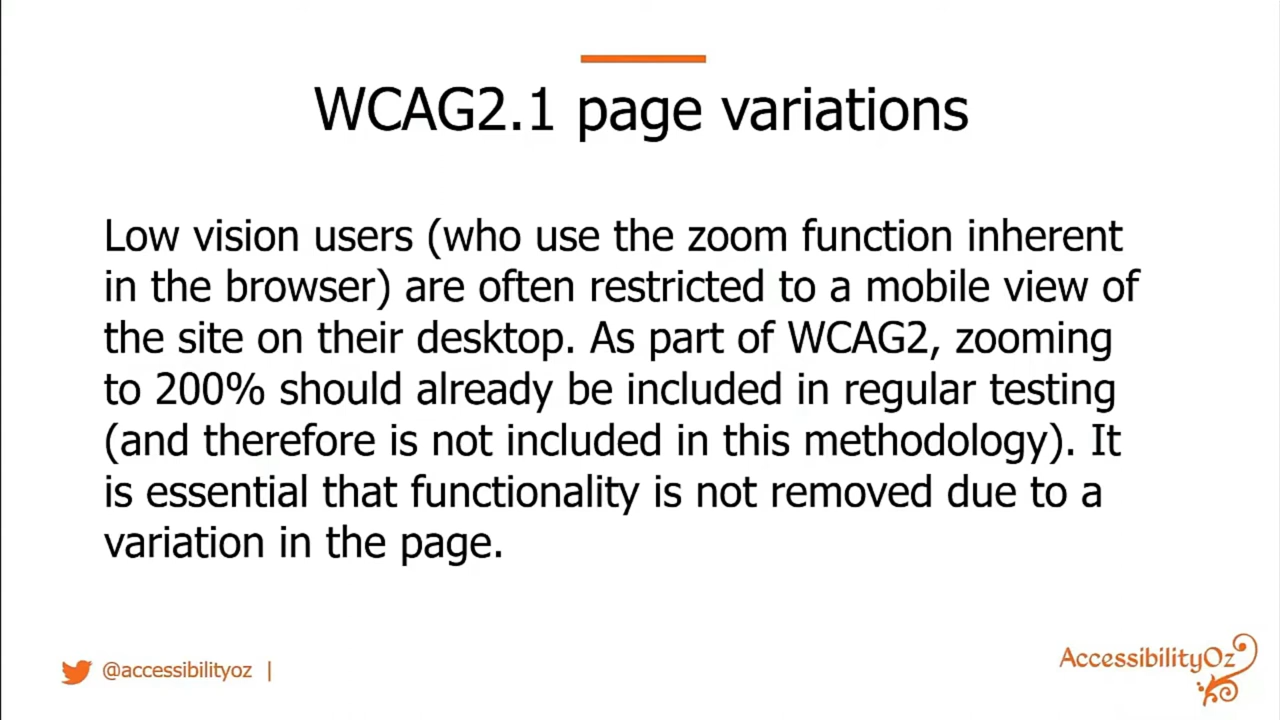 WCAG2.1 page variations
Low vision users (who use the zoom function inherent
in the browser) are often restricted to a mobile view of
the site on their desktop. As part of WCAG2, zooming
to 200% should already be included in regular testing
(and therefore is not included in this methodology). It
is essential that functionality is not removed due to a
variation in the page.
@accessibilityoz |
AccessibilityOz